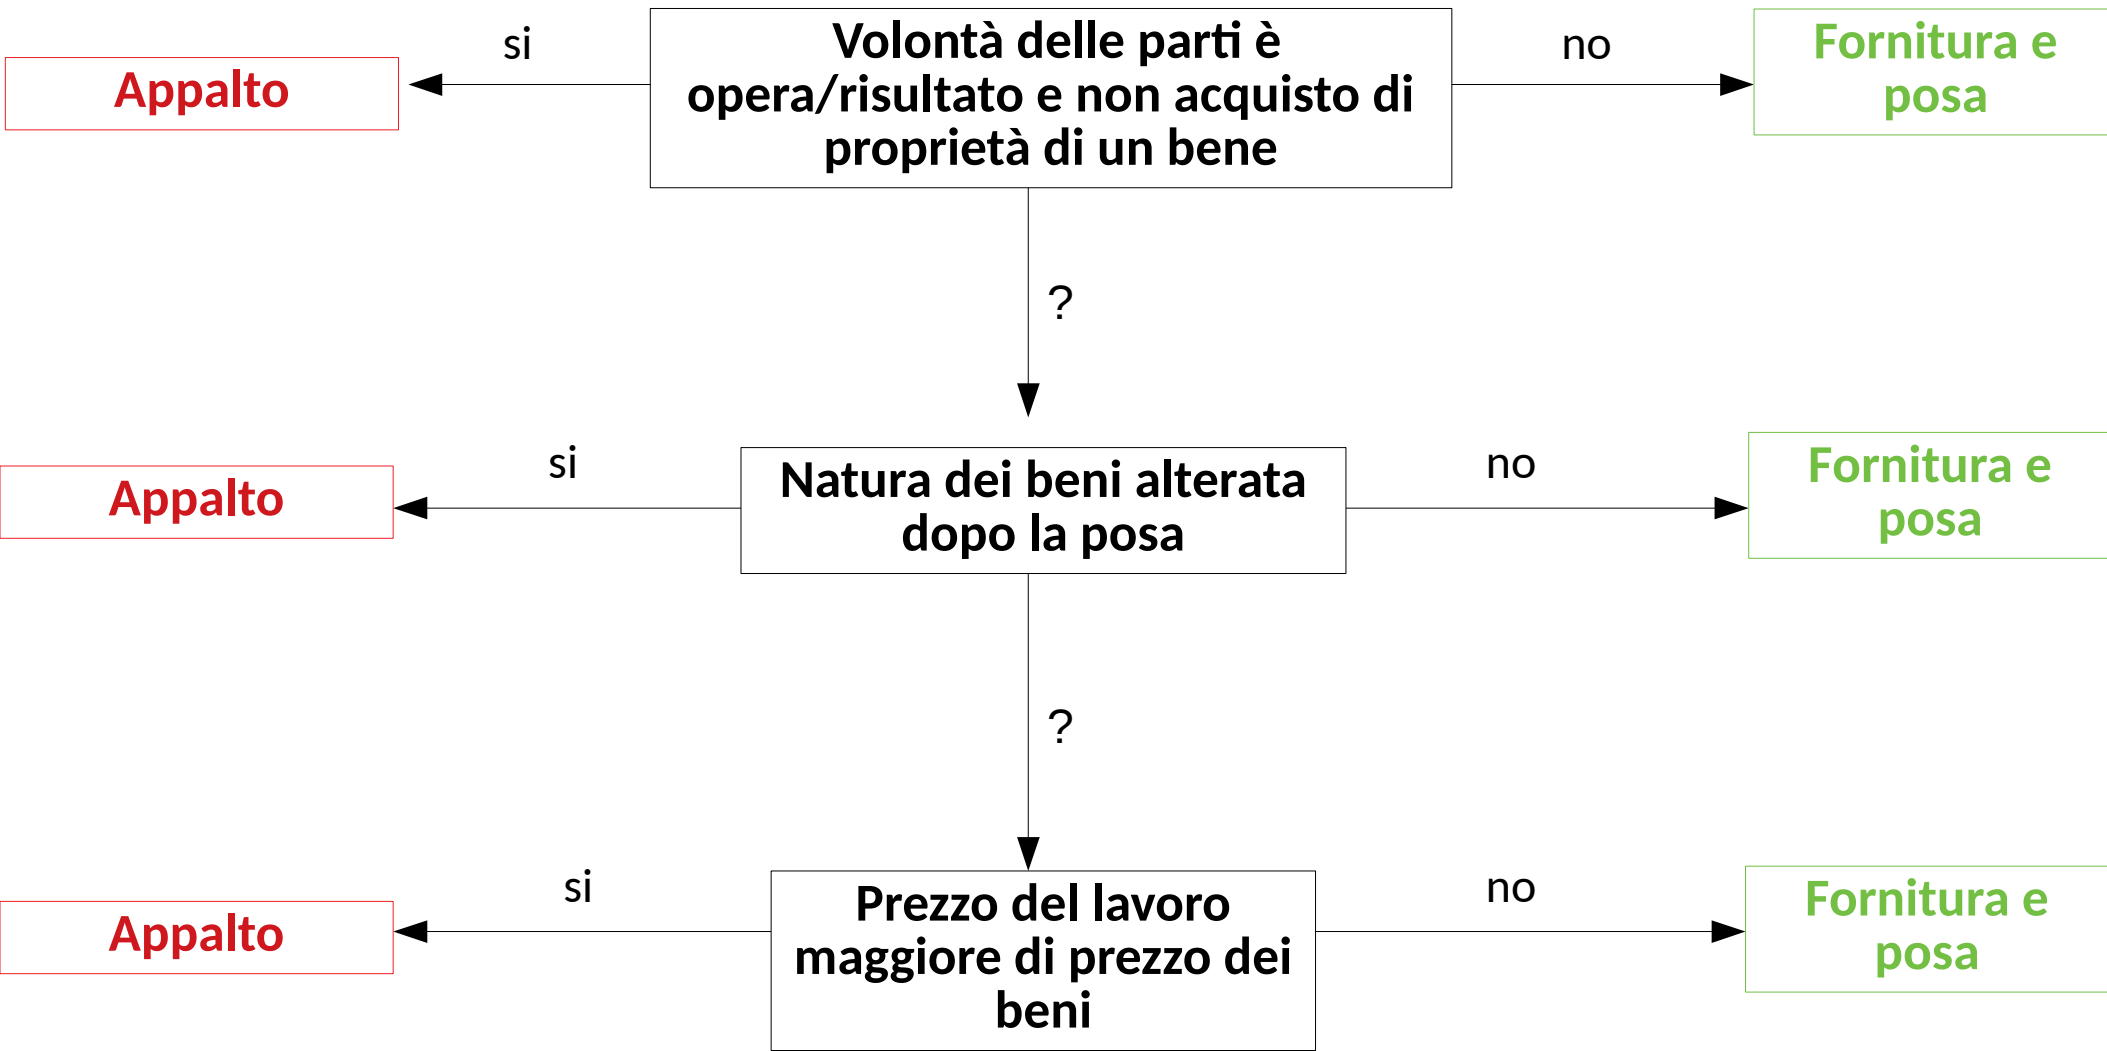 si
Volontà delle parti è
opera/risultato e non acquisto di
proprietà di un bene
no
Fornitura e
posa
Appalto
?
si
Natura dei beni alterata
dopo la posa
no
Fornitura e
posa
Appalto
?
si
Prezzo del lavoro
maggiore di prezzo dei
beni
no
Fornitura e
posa
Appalto